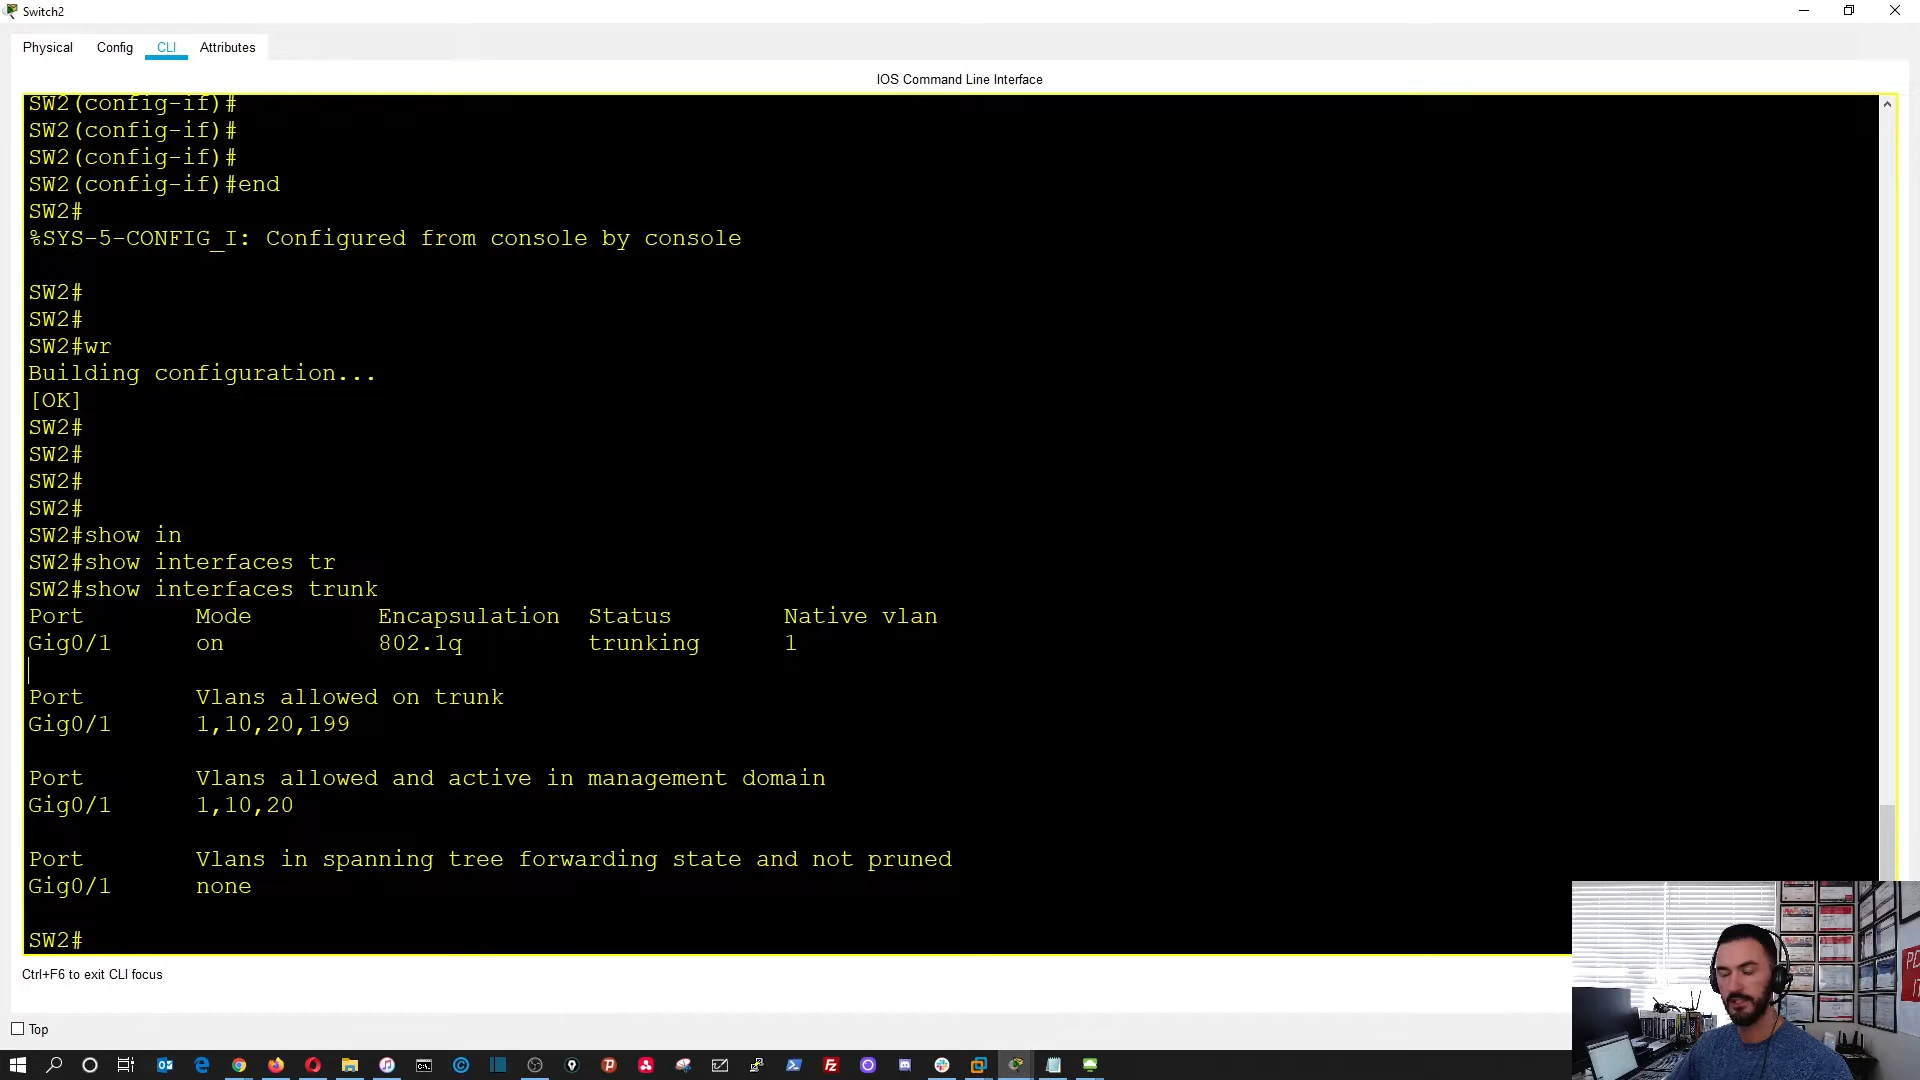 Switch2
Physical Config CLI Attributes
IOS Command Line Interface
SW2(config-if)#
SW2(config-if)#
SW2(config-if)#
SW2(config-if)#end
SW2#
%SYS-5-CONFIG_I: Configured from console by console
SW2#
SW2#
SW2#wr
Building configuration...
[OK]
SW2#
SW2#
SW2#
SW2#
SW2#show in
SW2#show interfaces tr
SW2#show interfaces trunk
Port Mode Encapsulation Status Native vlan
Gig0/1 on 802.1q trunking 1
Port Vlans allowed on trunk
Gig0/1 1,10,20,199
Port Vlans allowed and active in management domain
Gig0/1 1,10,20
Port Vlans in spanning tree forwarding state and not pruned
Gig0/1 none
SW2#
Ctrl+F6 to exit CLI focus
Top